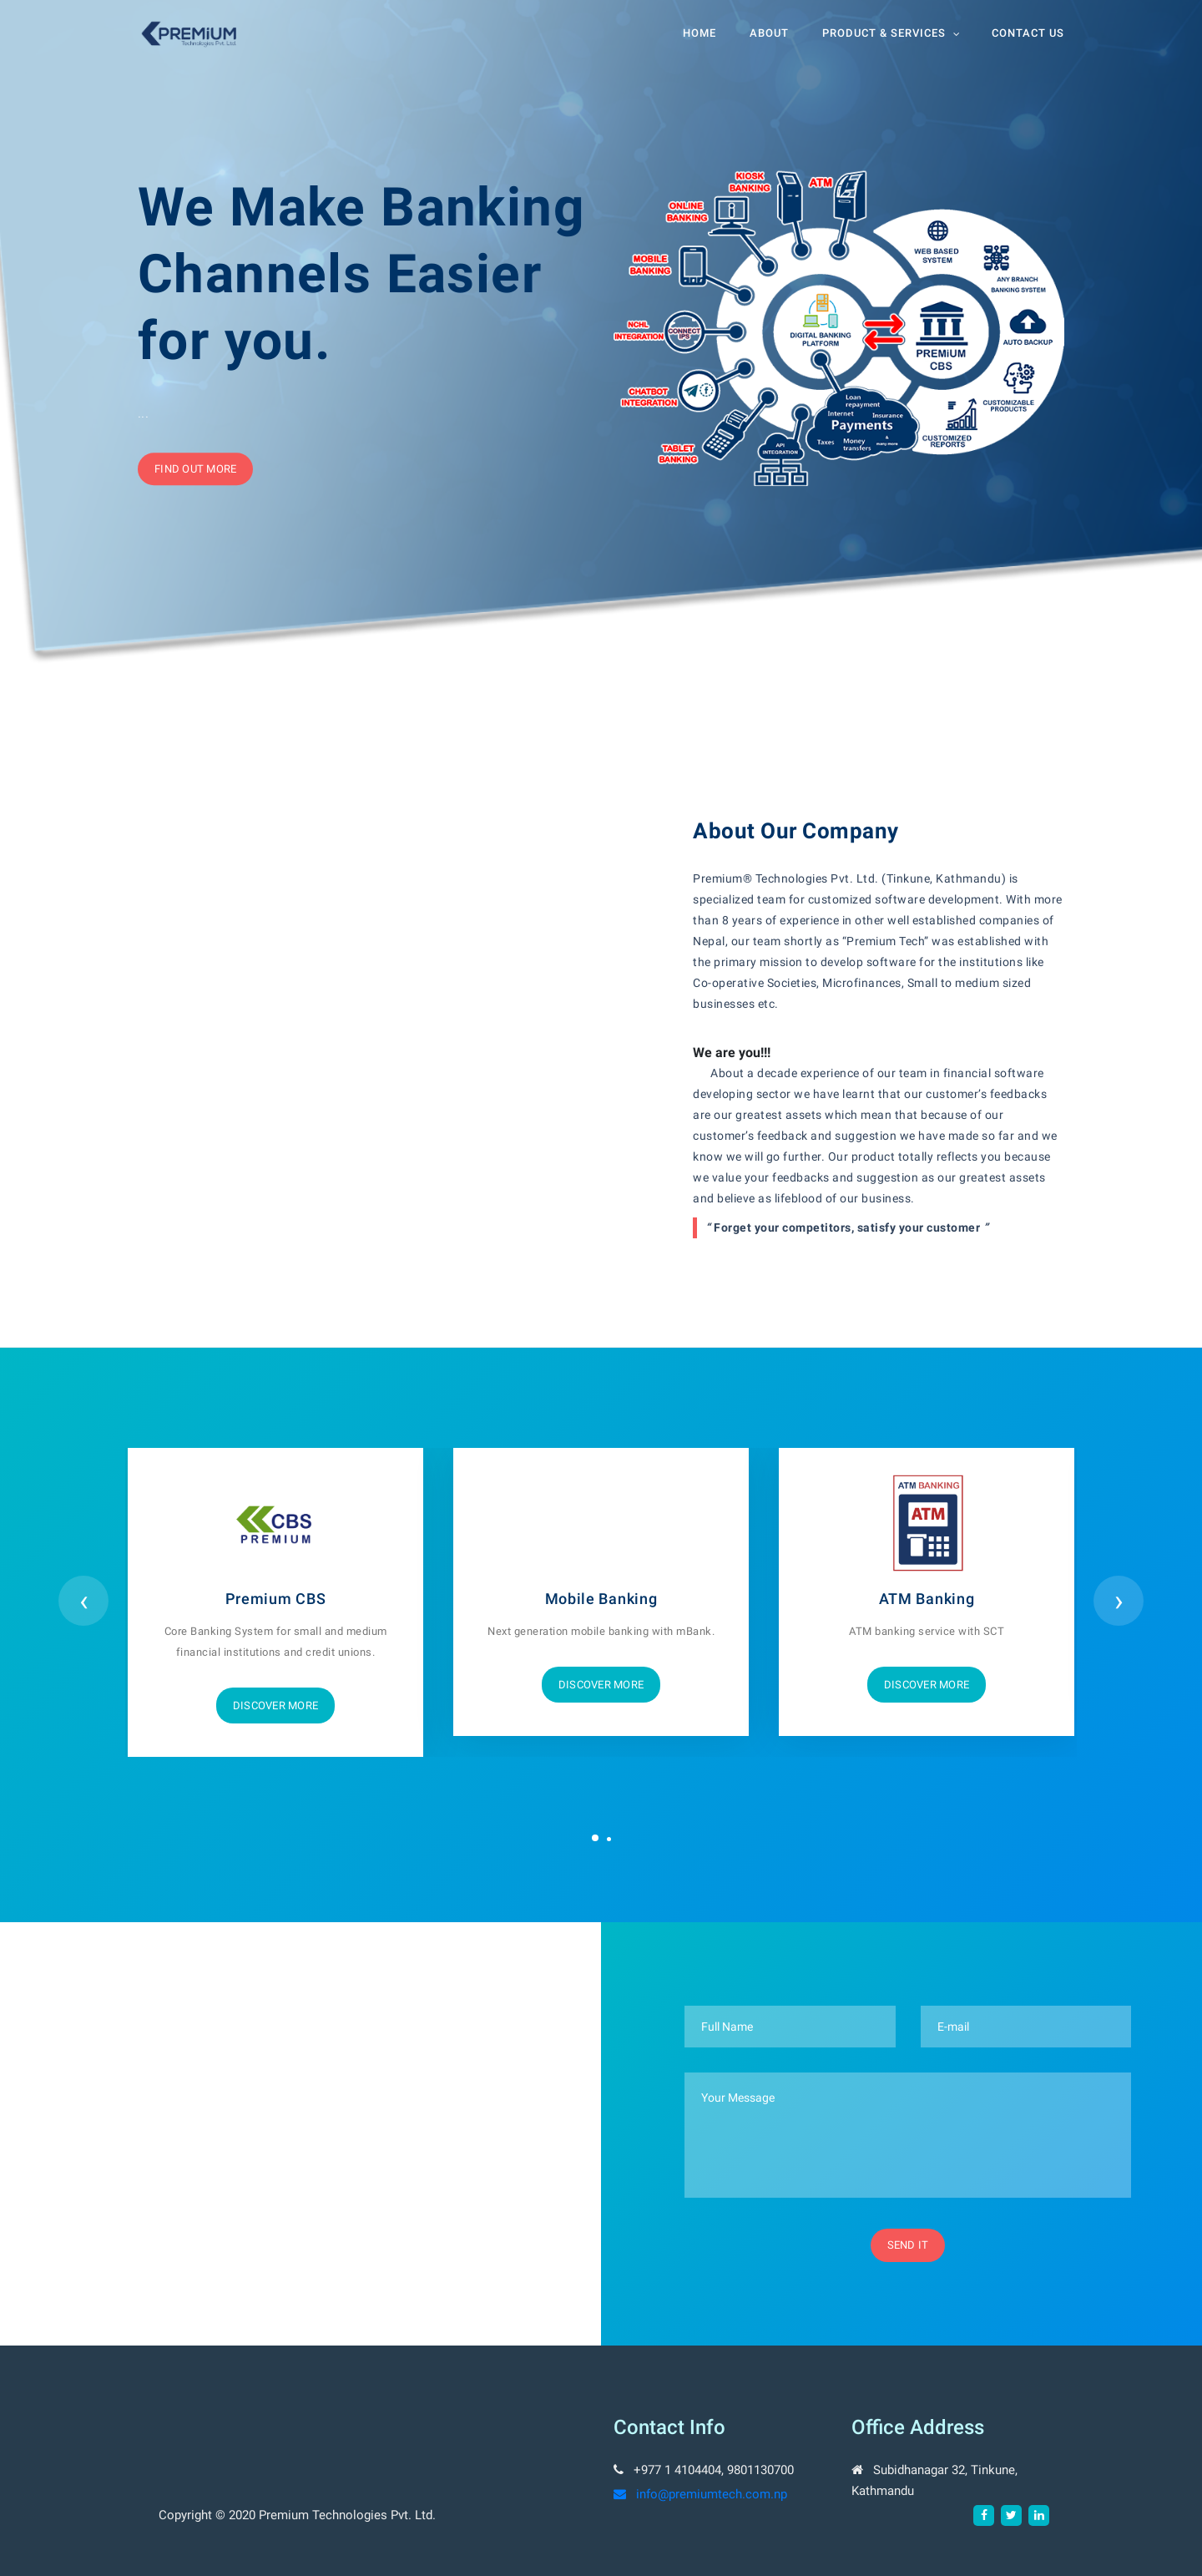 PREMiUM
Technologies Pvt. Ltd.
HOME
ABOUT
PRODUCT & SERVICES
CONTACT US
We Make Banking
Channels Easier
for you.
...
FIND OUT MORE
KIOSK
BANKING
ATM
ONLINE
BANKING
MOBILE
BANKING
NCHL
INTEGRATION
CONNECT
IPS
CHATBOT
INTEGRATION
TABLET
BANKING
API
INTEGRATION
DIGITAL BANKING
PLATFORM
PREMiUM
CBS
WEB BASED
SYSTEM
ANY BRANCH
BANKING SYSTEM
AUTO BACKUP
CUSTOMIZABLE
PRODUCTS
CUSTOMIZED
REPORTS
Loan
repayment
Internet
Insurance
Payments
Taxes
Money
transfers
&
many more
About Our Company
Premium® Technologies Pvt. Ltd. (Tinkune, Kathmandu) is
specialized team for customized software development. With more
than 8 years of experience in other well established companies of
Nepal, our team shortly as “Premium Tech” was established with
the primary mission to develop software for the institutions like
Co-operative Societies, Microfinances, Small to medium sized
businesses etc.
We are you!!!
About a decade experience of our team in financial software
developing sector we have learnt that our customer’s feedbacks
are our greatest assets which mean that because of our
customer’s feedback and suggestion we have made so far and we
know we will go further. Our product totally reflects you because
we value your feedbacks and suggestion as our greatest assets
and believe as lifeblood of our business.
“ Forget your competitors, satisfy your customer ”
CBS
PREMIUM
Premium CBS
Core Banking System for small and medium
financial institutions and credit unions.
DISCOVER MORE
Mobile Banking
Next generation mobile banking with mBank.
DISCOVER MORE
ATM BANKING
ATM
ATM Banking
ATM banking service with SCT
DISCOVER MORE
‹
›
Full Name
E-mail
Your Message
SEND IT
Contact Info
+977 1 4104404, 9801130700
info@premiumtech.com.np
Office Address
Subidhanagar 32, Tinkune,
Kathmandu
Copyright © 2020 Premium Technologies Pvt. Ltd.